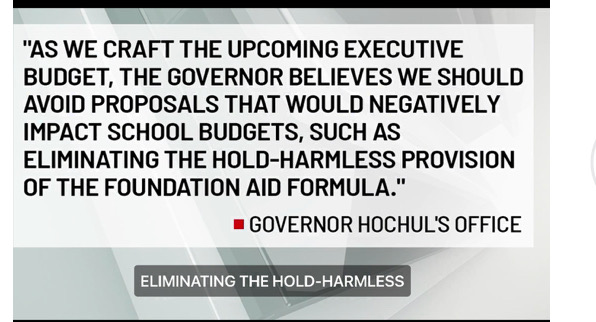 "AS WE CRAFT THE UPCOMING EXECUTIVE
BUDGET, THE GOVERNOR BELIEVES WE SHOULD
AVOID PROPOSALS THAT WOULD NEGATIVELY
IMPACT SCHOOL BUDGETS, SUCH AS
ELIMINATING THE HOLD-HARMLESS PROVISION
OF THE FOUNDATION AID FORMULA."
GOVERNOR HOCHUL'S OFFICE
ELIMINATING THE HOLD-HARMLESS